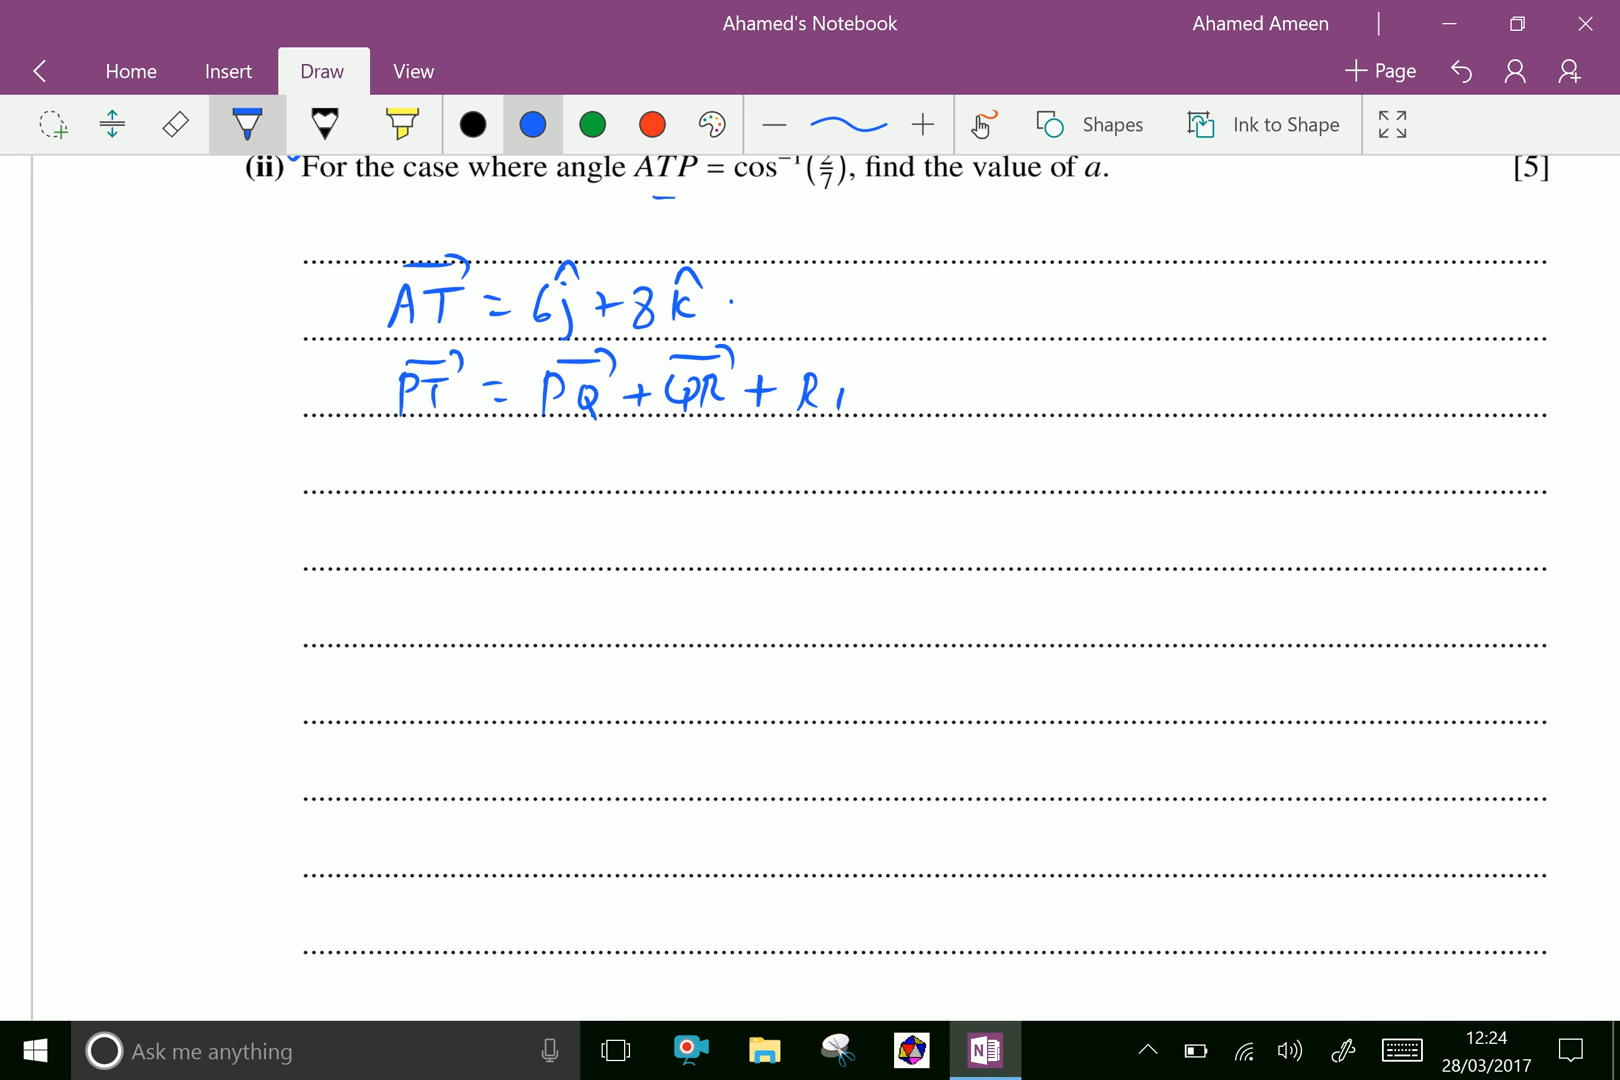 Ahamed's Notebook
Ahamed Ameen
Home Insert Draw View
Page
Shapes Ink to Shape
(ii) For the case where angle ATP = cos⁻¹(2/7), find the value of a. [5]
AT = 6ĵ + 8k̂ .
PT = PQ + QR + R
Ask me anything
12:24
28/03/2017